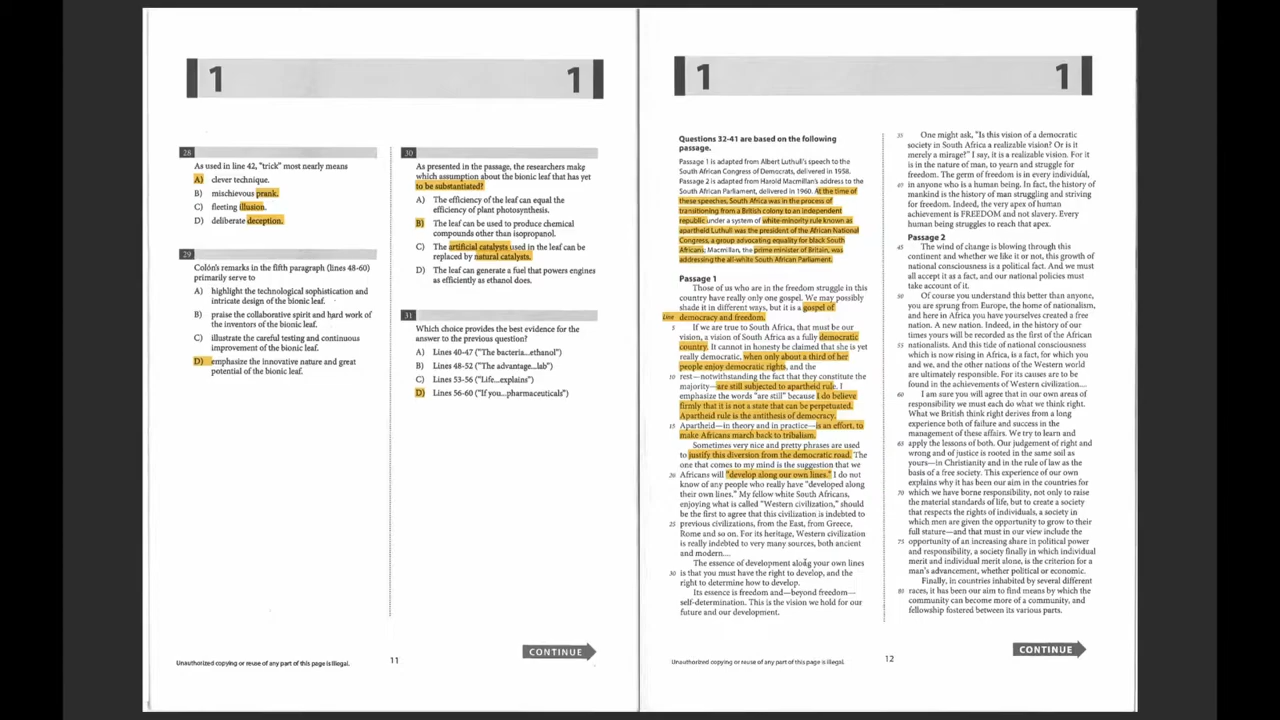 1
1
28
As used in line 42, "trick" most nearly means
A) clever technique.
B) mischievous prank.
C) fleeting illusion.
D) deliberate deception.
29
Colón's remarks in the fifth paragraph (lines 48-60)
primarily serve to
A) highlight the technological sophistication and
intricate design of the bionic leaf.
B) praise the collaborative spirit and hard work of
the inventors of the bionic leaf.
C) illustrate the careful testing and continuous
improvement of the bionic leaf.
D) emphasize the innovative nature and great
potential of the bionic leaf.
30
As presented in the passage, the researchers make
which assumption about the bionic leaf that has yet
to be substantiated?
A) The efficiency of the leaf can equal the
efficiency of plant photosynthesis.
B) The leaf can be used to produce chemical
compounds other than isopropanol.
C) The artificial catalysts used in the leaf can be
replaced by natural catalysts.
D) The leaf can generate a fuel that powers engines
as efficiently as ethanol does.
31
Which choice provides the best evidence for the
answer to the previous question?
A) Lines 40-47 ("The bacteria...ethanol")
B) Lines 48-52 ("The advantage...lab")
C) Lines 53-56 ("Life...explains")
D) Lines 56-60 ("If you...pharmaceuticals")
CONTINUE
Unauthorized copying or reuse of any part of this page is illegal.
11
1
1
Questions 32-41 are based on the following
passage.
Passage 1 is adapted from Albert Luthuli's speech to the
South African Congress of Democrats, delivered in 1958.
Passage 2 is adapted from Harold Macmillan's address to the
South African Parliament, delivered in 1960. At the time of
these speeches, South Africa was in the process of
transitioning from a British colony to an independent
republic under a system of white-minority rule known as
apartheid Luthuli was the president of the African National
Congress, a group advocating equality for black South
Africans; Macmillan, the prime minister of Britain, was
addressing the all-white South African Parliament.
Passage 1
Those of us who are in the freedom struggle in this
country have really only one gospel. We may possibly
shade it in different ways, but it is a gospel of
Line democracy and freedom.
5 If we are true to South Africa, that must be our
vision, a vision of South Africa as a fully democratic
country. It cannot in honesty be claimed that she is yet
really democratic, when only about a third of her
people enjoy democratic rights, and the
10 rest—notwithstanding the fact that they constitute the
majority—are still subjected to apartheid rule. I
emphasize the words "are still" because I do believe
firmly that it is not a state that can be perpetuated.
Apartheid rule is the antithesis of democracy.
15 Apartheid—in theory and in practice—is an effort, to
make Africans march back to tribalism.
Sometimes very nice and pretty phrases are used
to justify this diversion from the democratic road. The
one that comes to my mind is the suggestion that we
20 Africans will "develop along our own lines." I do not
know of any people who really have "developed along
their own lines." My fellow white South Africans,
enjoying what is called "Western civilization," should
be the first to agree that this civilization is indebted to
25 previous civilizations, from the East, from Greece,
Rome and so on. For its heritage, Western civilization
is really indebted to very many sources, both ancient
and modern....
The essence of development along your own lines
30 is that you must have the right to develop, and the
right to determine how to develop.
Its essence is freedom and—beyond freedom—
self-determination. This is the vision we hold for our
future and our development.
35 One might ask, "Is this vision of a democratic
society in South Africa a realizable vision? Or is it
merely a mirage?" I say, it is a realizable vision. For it
is in the nature of man, to yearn and struggle for
freedom. The germ of freedom is in every individual,
40 in anyone who is a human being. In fact, the history of
mankind is the history of man struggling and striving
for freedom. Indeed, the very apex of human
achievement is FREEDOM and not slavery. Every
human being struggles to reach that apex.
Passage 2
45 The wind of change is blowing through this
continent and whether we like it or not, this growth of
national consciousness is a political fact. And we must
all accept it as a fact, and our national policies must
take account of it.
50 Of course you understand this better than anyone,
you are sprung from Europe, the home of nationalism,
and here in Africa you have yourselves created a free
nation. A new nation. Indeed, in the history of our
times yours will be recorded as the first of the African
55 nationalists. And this tide of national consciousness
which is now rising in Africa, is a fact, for which you
and we, and the other nations of the Western world
are ultimately responsible. For its causes are to be
found in the achievements of Western civilization....
60 I am sure you will agree that in our own areas of
responsibility we must each do what we think right.
What we British think right derives from a long
experience both of failure and success in the
management of these affairs. We try to learn and
65 apply the lessons of both. Our judgement of right and
wrong and of justice is rooted in the same soil as
yours—in Christianity and in the rule of law as the
basis of a free society. This experience of our own
explains why it has been our aim in the countries for
70 which we have borne responsibility, not only to raise
the material standards of life, but to create a society
that respects the rights of individuals, a society in
which men are given the opportunity to grow to their
full stature—and that must in our view include the
75 opportunity of an increasing share in political power
and responsibility, a society finally in which individual
merit and individual merit alone, is the criterion for a
man's advancement, whether political or economic.
Finally, in countries inhabited by several different
80 races, it has been our aim to find means by which the
community can become more of a community, and
fellowship fostered between its various parts.
CONTINUE
Unauthorized copying or reuse of any part of this page is illegal.
12